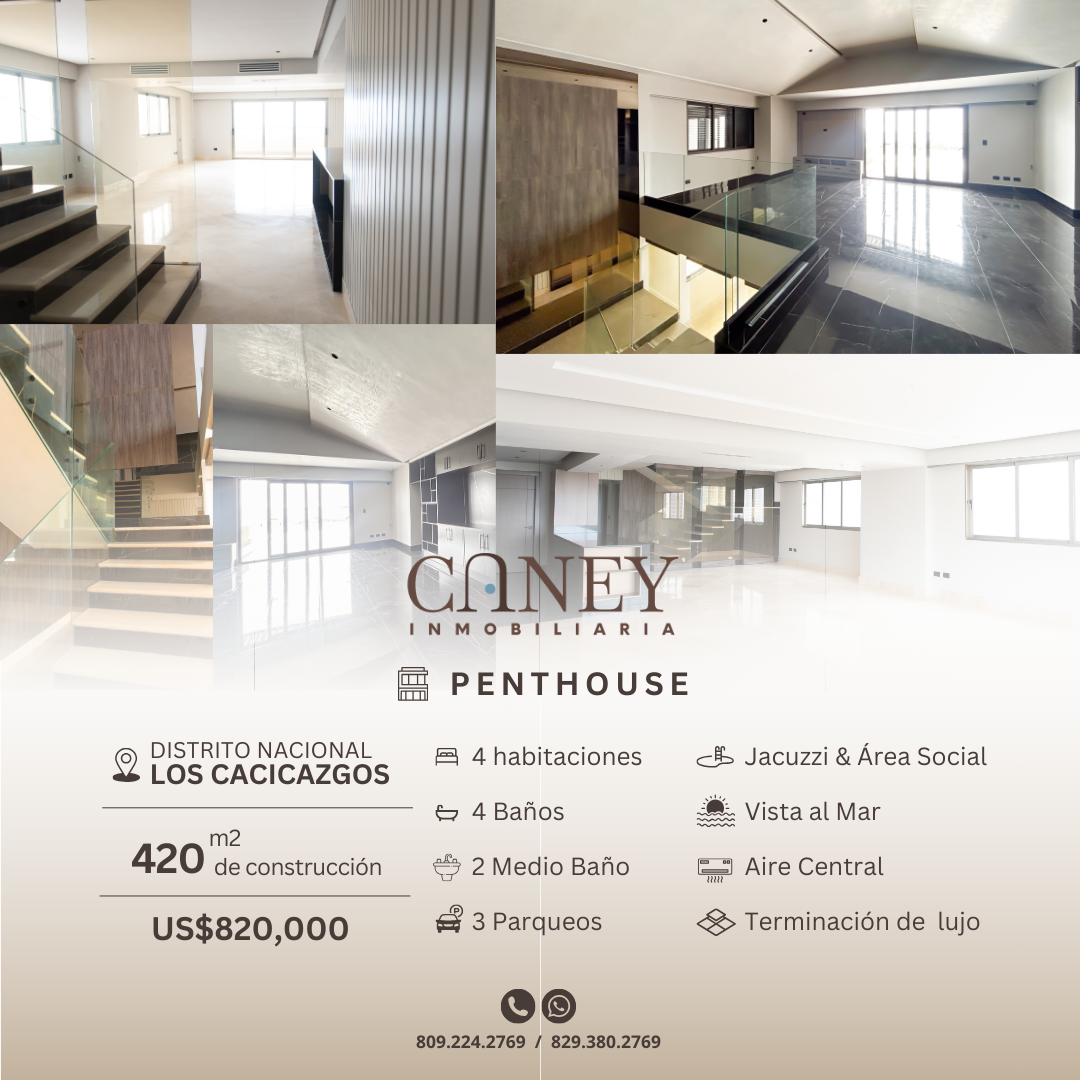 CANEY
INMOBILIARIA
PENTHOUSE
DISTRITO NACIONAL
LOS CACICAZGOS
420 m2
de construcción
US$820,000
4 habitaciones
4 Baños
2 Medio Baño
3 Parqueos
Jacuzzi & Área Social
Vista al Mar
Aire Central
Terminación de lujo
809.224.2769 / 829.380.2769